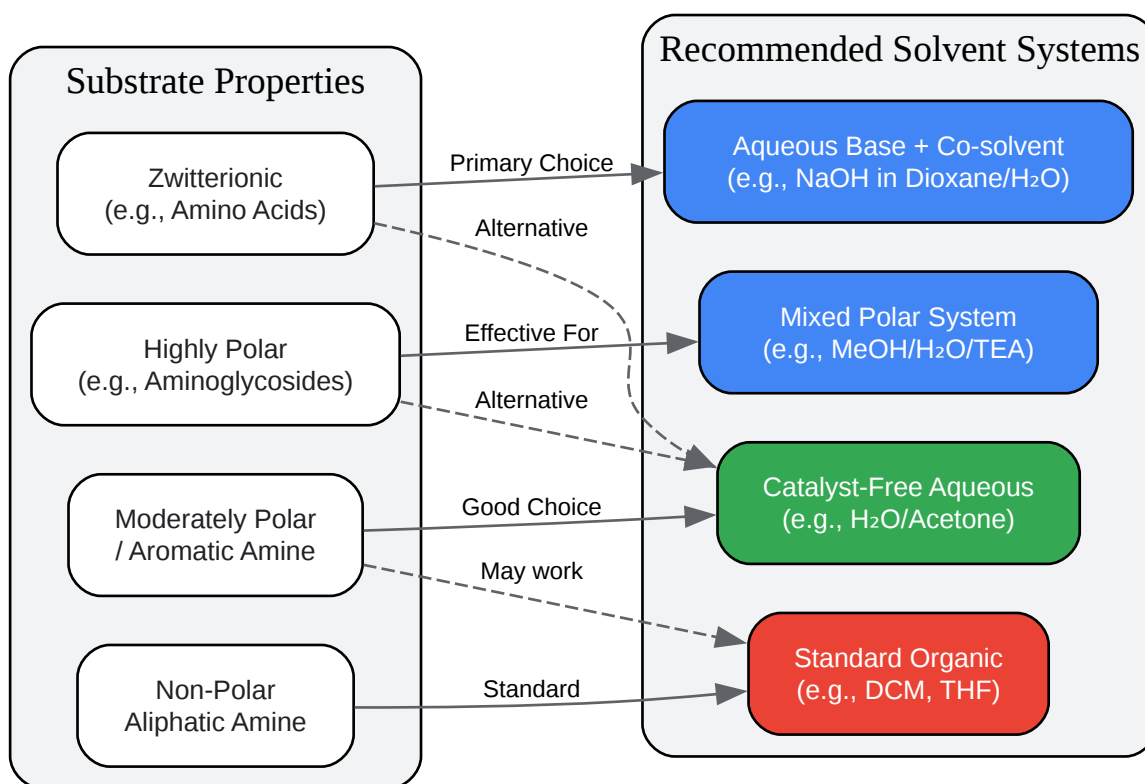 Substrate Properties
Zwitterionic
(e.g., Amino Acids)
Highly Polar
(e.g., Aminoglycosides)
Moderately Polar
/ Aromatic Amine
Non-Polar
Aliphatic Amine
Primary Choice
Alternative
Effective For
Alternative
Good Choice
May work
Standard
Recommended Solvent Systems
Aqueous Base + Co-solvent
(e.g., NaOH in Dioxane/H₂O)
Mixed Polar System
(e.g., MeOH/H₂O/TEA)
Catalyst-Free Aqueous
(e.g., H₂O/Acetone)
Standard Organic
(e.g., DCM, THF)